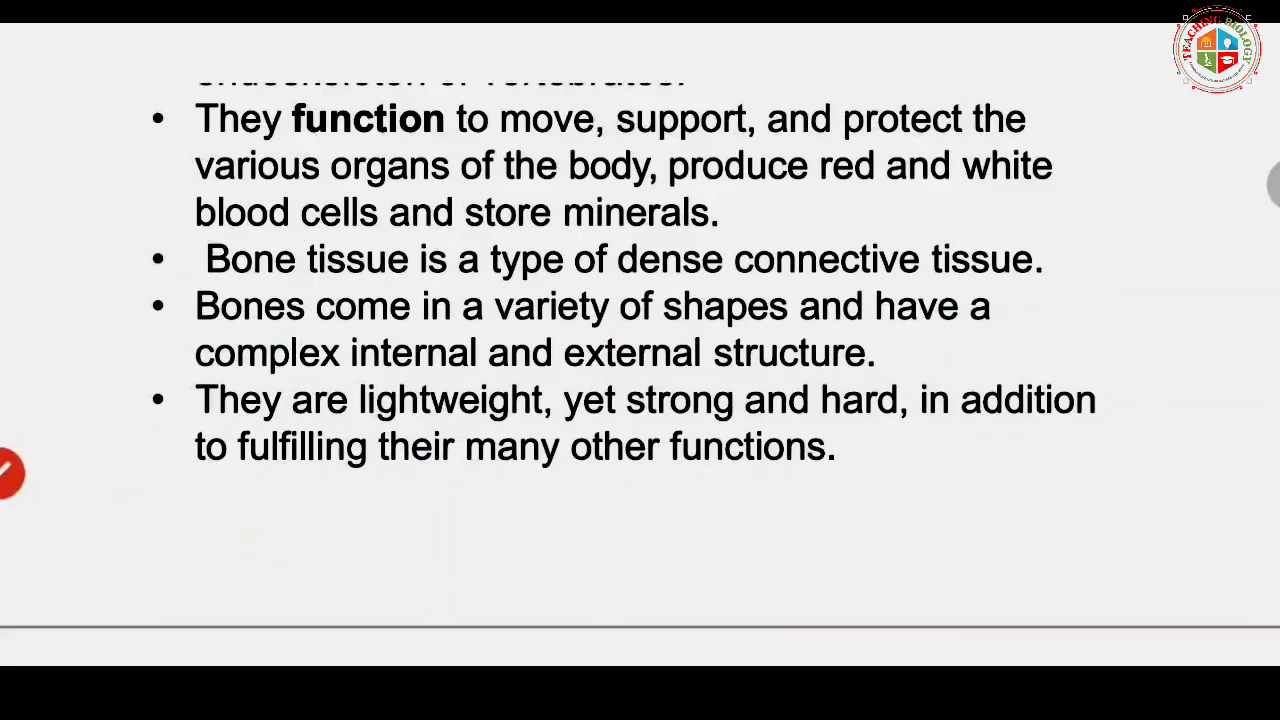 • They function to move, support, and protect the
various organs of the body, produce red and white
blood cells and store minerals.
• Bone tissue is a type of dense connective tissue.
• Bones come in a variety of shapes and have a
complex internal and external structure.
• They are lightweight, yet strong and hard, in addition
to fulfilling their many other functions.
TEACHING BIOLOGY